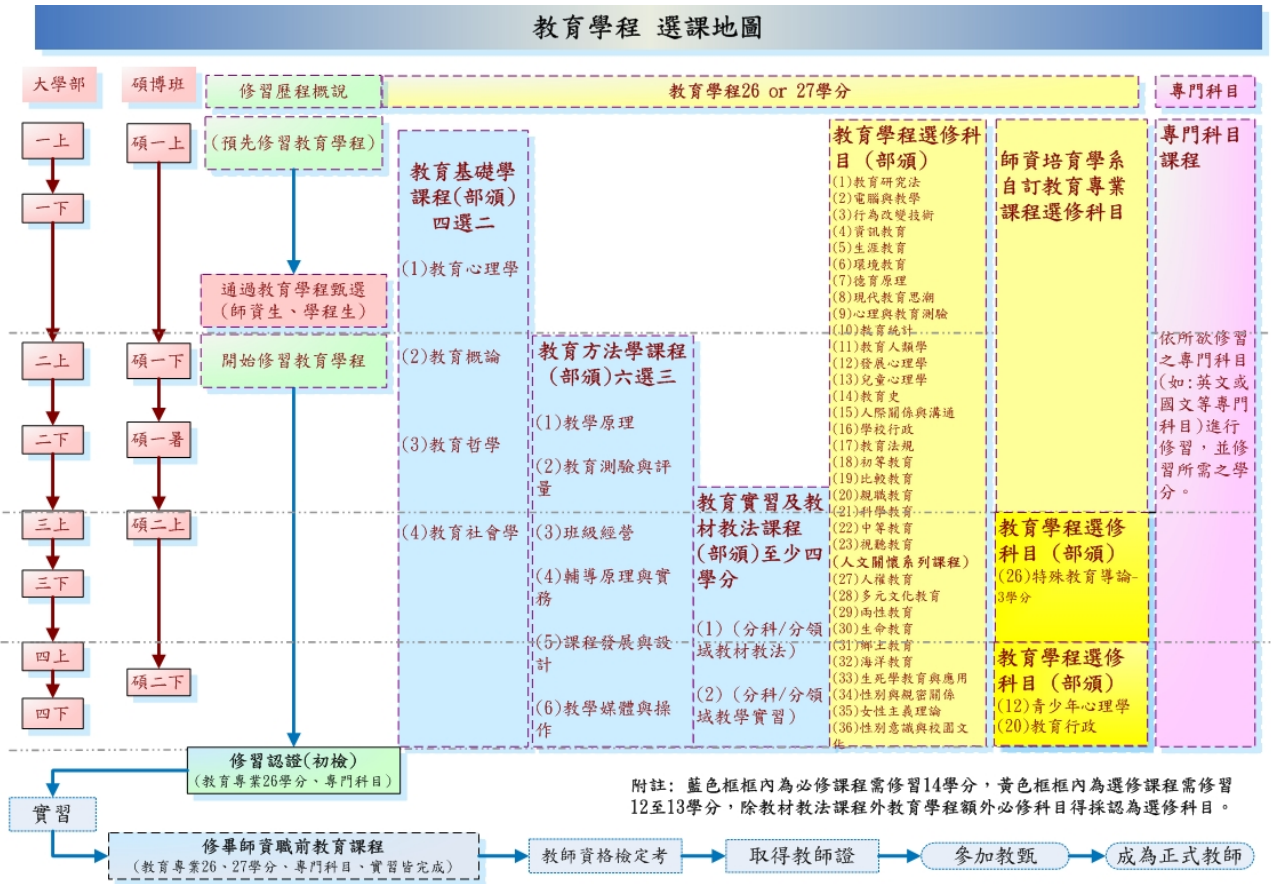 教育學程 選課地圖
大學部
碩博班
修習歷程概說
教育學程26 or 27學分
專門科目
一上
一下
二上
二下
三上
三下
四上
四下
碩一上
碩一下
碩一暑
碩二上
碩二下
(預先修習教育學程)
通過教育學程甄選
(師資生、學程生)
開始修習教育學程
教育基礎學
課程(部頒)
四選二
(1)教育心理學
(2)教育概論
(3)教育哲學
(4)教育社會學
教育方法學課程
(部頒)六選三
(1)教學原理
(2)教育測驗與評
量
(3)班級經營
(4)輔導原理與實
務
(5)課程發展與設
計
(6)教學媒體與操
作
教育實習及教
材教法課程
(部頒)至少四
學分
(1) (分科/分領
域教材教法)
(2) (分科/分領
域教學實習)
教育學程選修科
目 (部頒)
(1)教育研究法
(2)電腦與教學
(3)行為改變技術
(4)資訊教育
(5)生涯教育
(6)環境教育
(7)德育原理
(8)現代教育思潮
(9)心理與教育測驗
(10)教育統計
(11)教育人類學
(12)發展心理學
(13)兒童心理學
(14)教育史
(15)人際關係與溝通
(16)學校行政
(17)教育法規
(18)初等教育
(19)比較教育
(20)親職教育
(21)科學教育
(22)中等教育
(23)視聽教育
(人文關懷系列課程)
(27)人權教育
(28)多元文化教育
(29)兩性教育
(30)生命教育
(31)鄉土教育
(32)海洋教育
(33)生死學教育與應用
(34)性別與親密關係
(35)女性主義理論
(36)性別意識與校園文
化
師資培育學系
自訂教育專業
課程選修科目
教育學程選修
科目 (部頒)
(26)特殊教育導論-
3學分
教育學程選修
科目 (部頒)
(12)青少年心理學
(20)教育行政
專門科目
課程
依所欲修習
之專門科目
(如:英文或
國文等專門
科目)進行
修習，並修
習所需之學
分。
修習認證(初檢)
(教育專業26學分、專門科目)
實習
附註: 藍色框框內為必修課程需修習14學分，黃色框框內為選修課程需修習
12至13學分，除教材教法課程外教育學程額外必修科目得採認為選修科目。
修畢師資職前教育課程
(教育專業26、27學分、專門科目、實習皆完成)
教師資格檢定考
取得教師證
參加教甄
成為正式教師